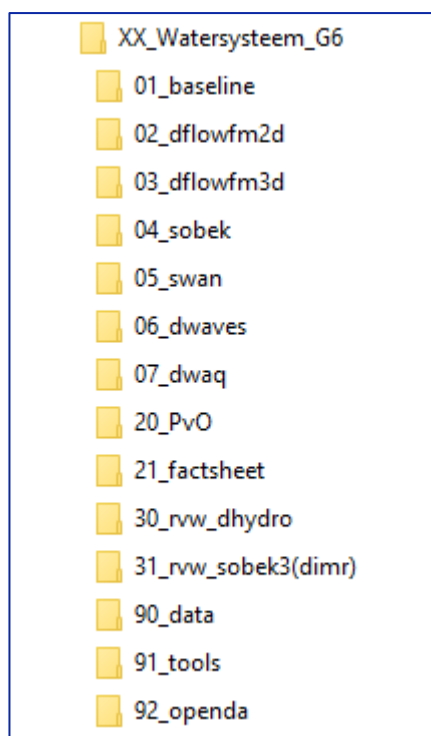 XX_Watersysteem_G6
01_baseline
02_dflowfm2d
03_dflowfm3d
04_sobek
05_swan
06_dwaves
07_dwaq
20_PvO
21_factsheet
30_rvw_dhydro
31_rvw_sobek3(dimr)
90_data
91_tools
92_openda